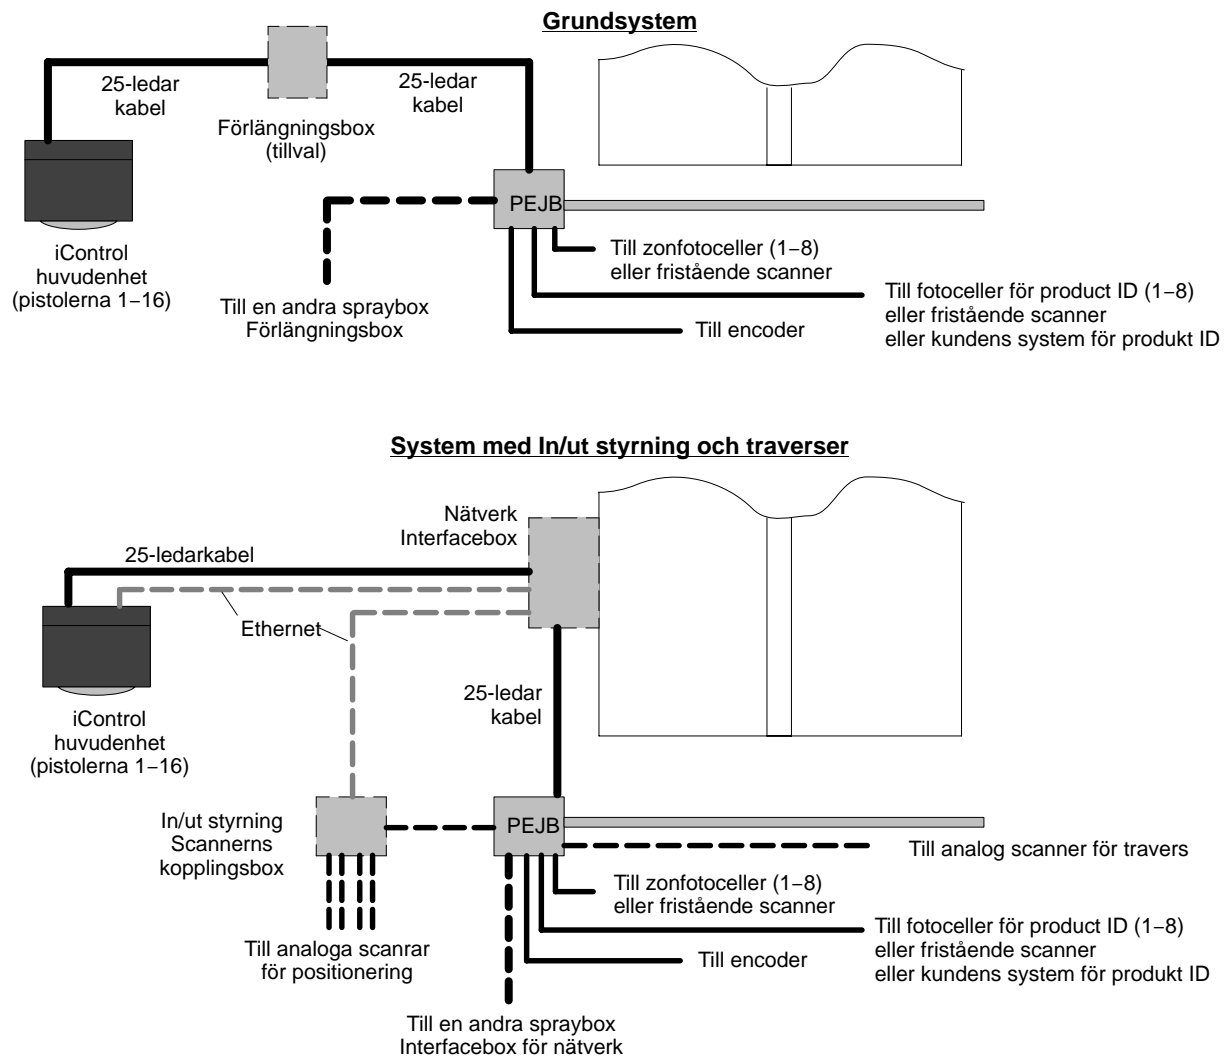 Grundsystem
25-ledar
kabel
25-ledar
kabel
Förlängningsbox
(tillval)
PEJB
iControl
huvudenhet
(pistolerna 1−16)
Till zonfotoceller (1−8)
eller fristående scanner
Till en andra spraybox
Förlängningsbox
Till fotoceller för product ID (1−8)
eller fristående scanner
eller kundens system för produkt ID
Till encoder
System med In/ut styrning och traverser
Nätverk
Interfacebox
25-ledarkabel
Ethernet
25-ledar
kabel
iControl
huvudenhet
(pistolerna 1−16)
In/ut styrning
Scannerns
kopplingsbox
PEJB
Till analog scanner för travers
Till zonfotoceller (1−8)
eller fristående scanner
Till fotoceller för product ID (1−8)
eller fristående scanner
eller kundens system för produkt ID
Till analoga scanrar
för positionering
Till encoder
Till en andra spraybox
Interfacebox för nätverk